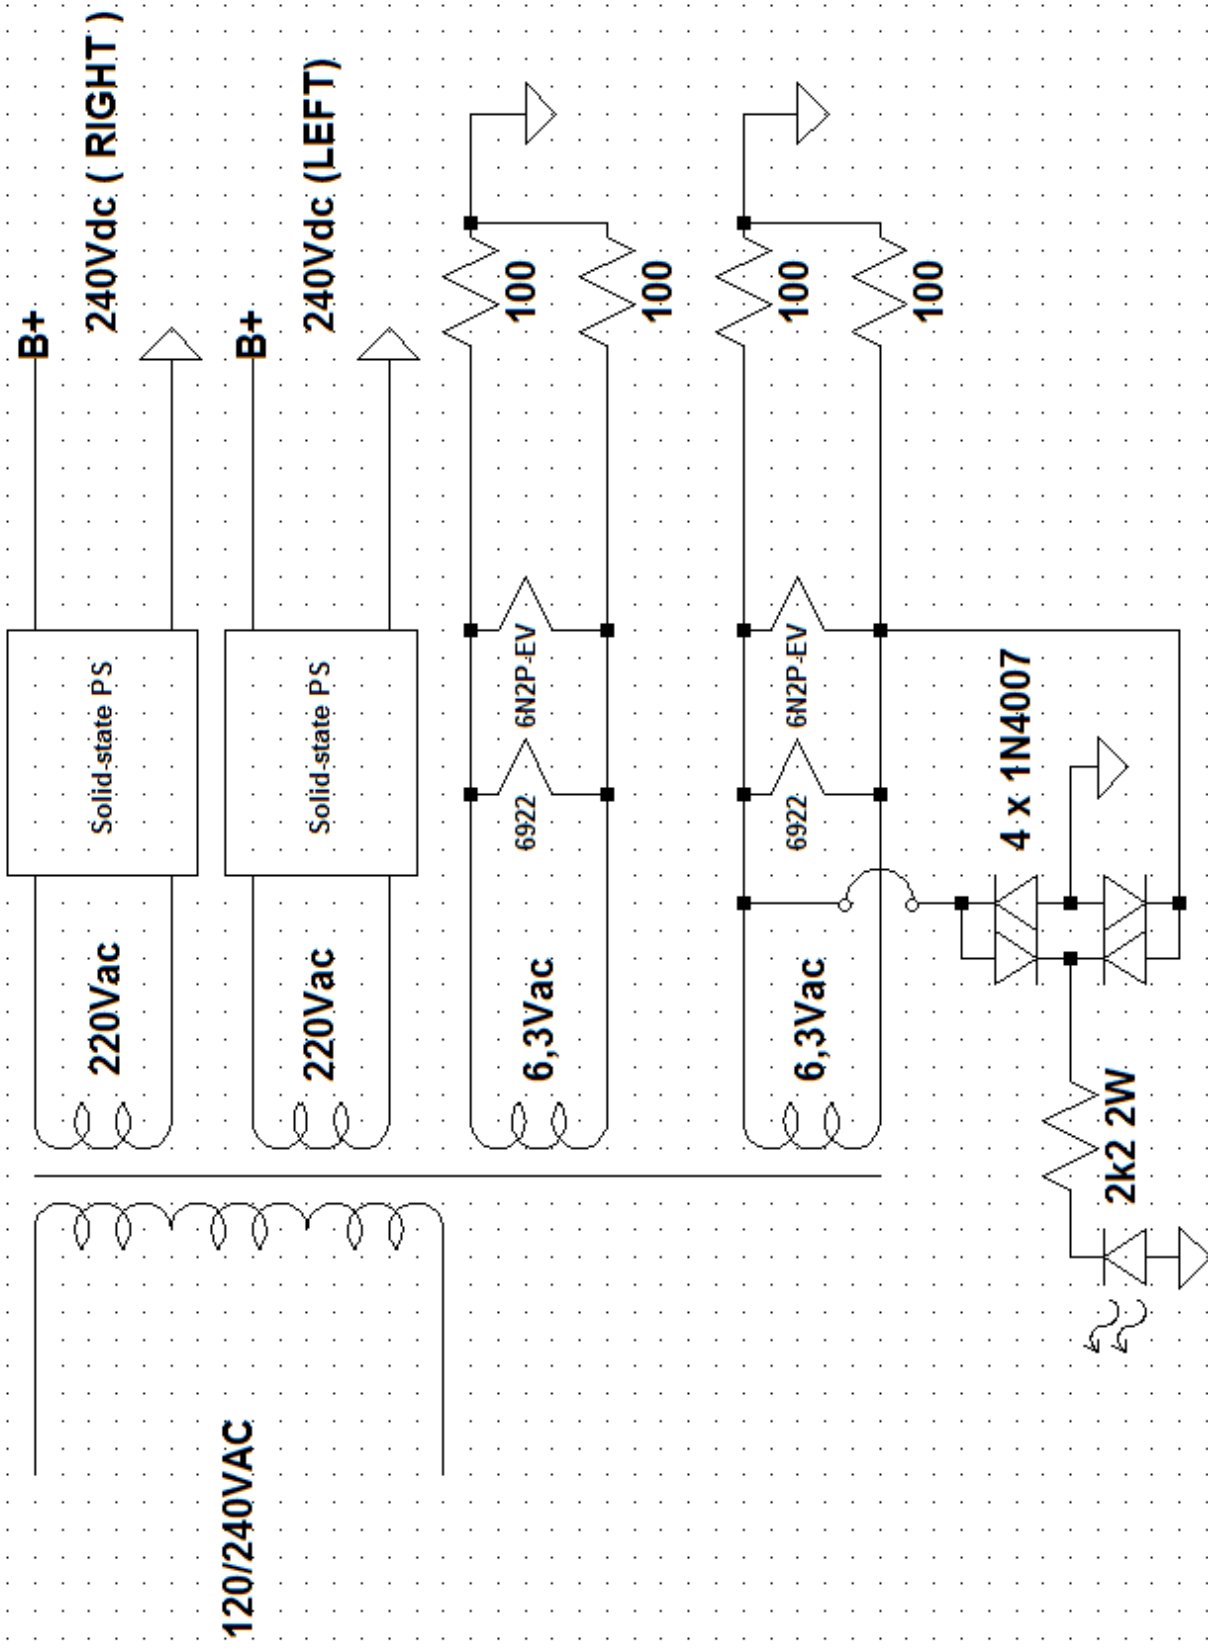 B+
240Vdc ( RIGHT )
Solid-state PS
220Vac
B+
240Vdc (LEFT)
Solid-state PS
220Vac
100
100
6N2P-EV
6922
6,3Vac
100
100
6N2P-EV
6922
6,3Vac
4 x 1N4007
2k2 2W
120/240VAC